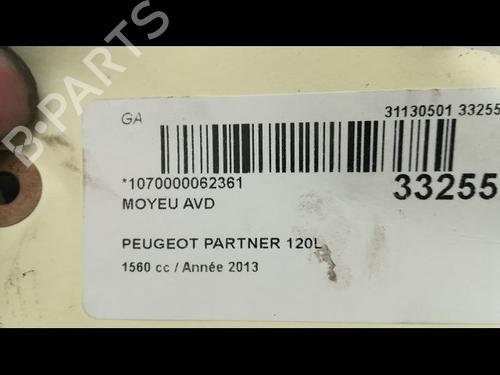 GA
31130501 33255
*1070000062361
33255
MOYEU AVD
PEUGEOT PARTNER 120L
1560 cc / Année 2013
B-PARTS